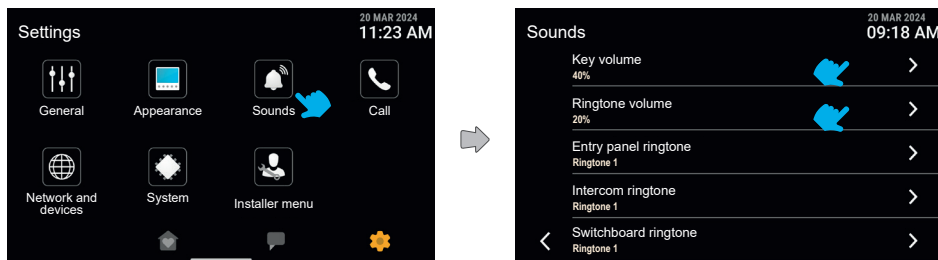 Settings
20 MAR 2024
11:23 AM
General
Appearance
Sounds
Call
Network and
devices
System
Installer menu
Sounds
20 MAR 2024
09:18 AM
Key volume
40%
Ringtone volume
20%
Entry panel ringtone
Ringtone 1
Intercom ringtone
Ringtone 1
Switchboard ringtone
Ringtone 1